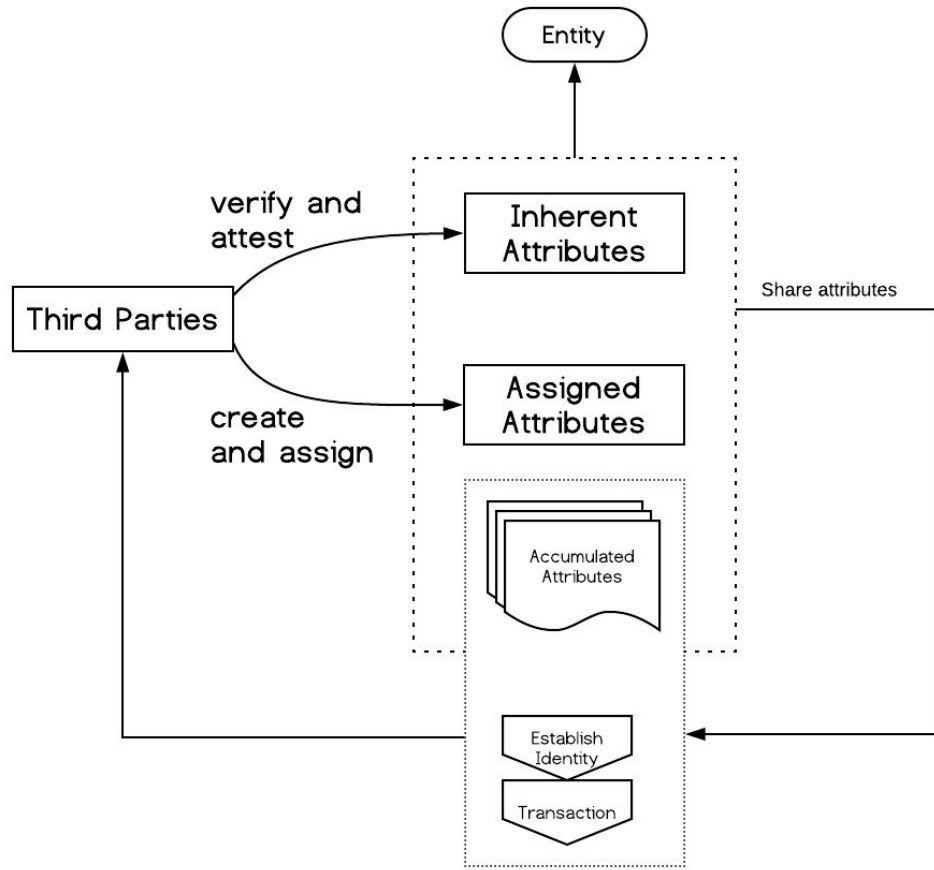 Entity
verify and
attest
Inherent
Attributes
Share attributes
Third Parties
Assigned
Attributes
create
and assign
Accumulated
Attributes
Establish
Identity
Transaction